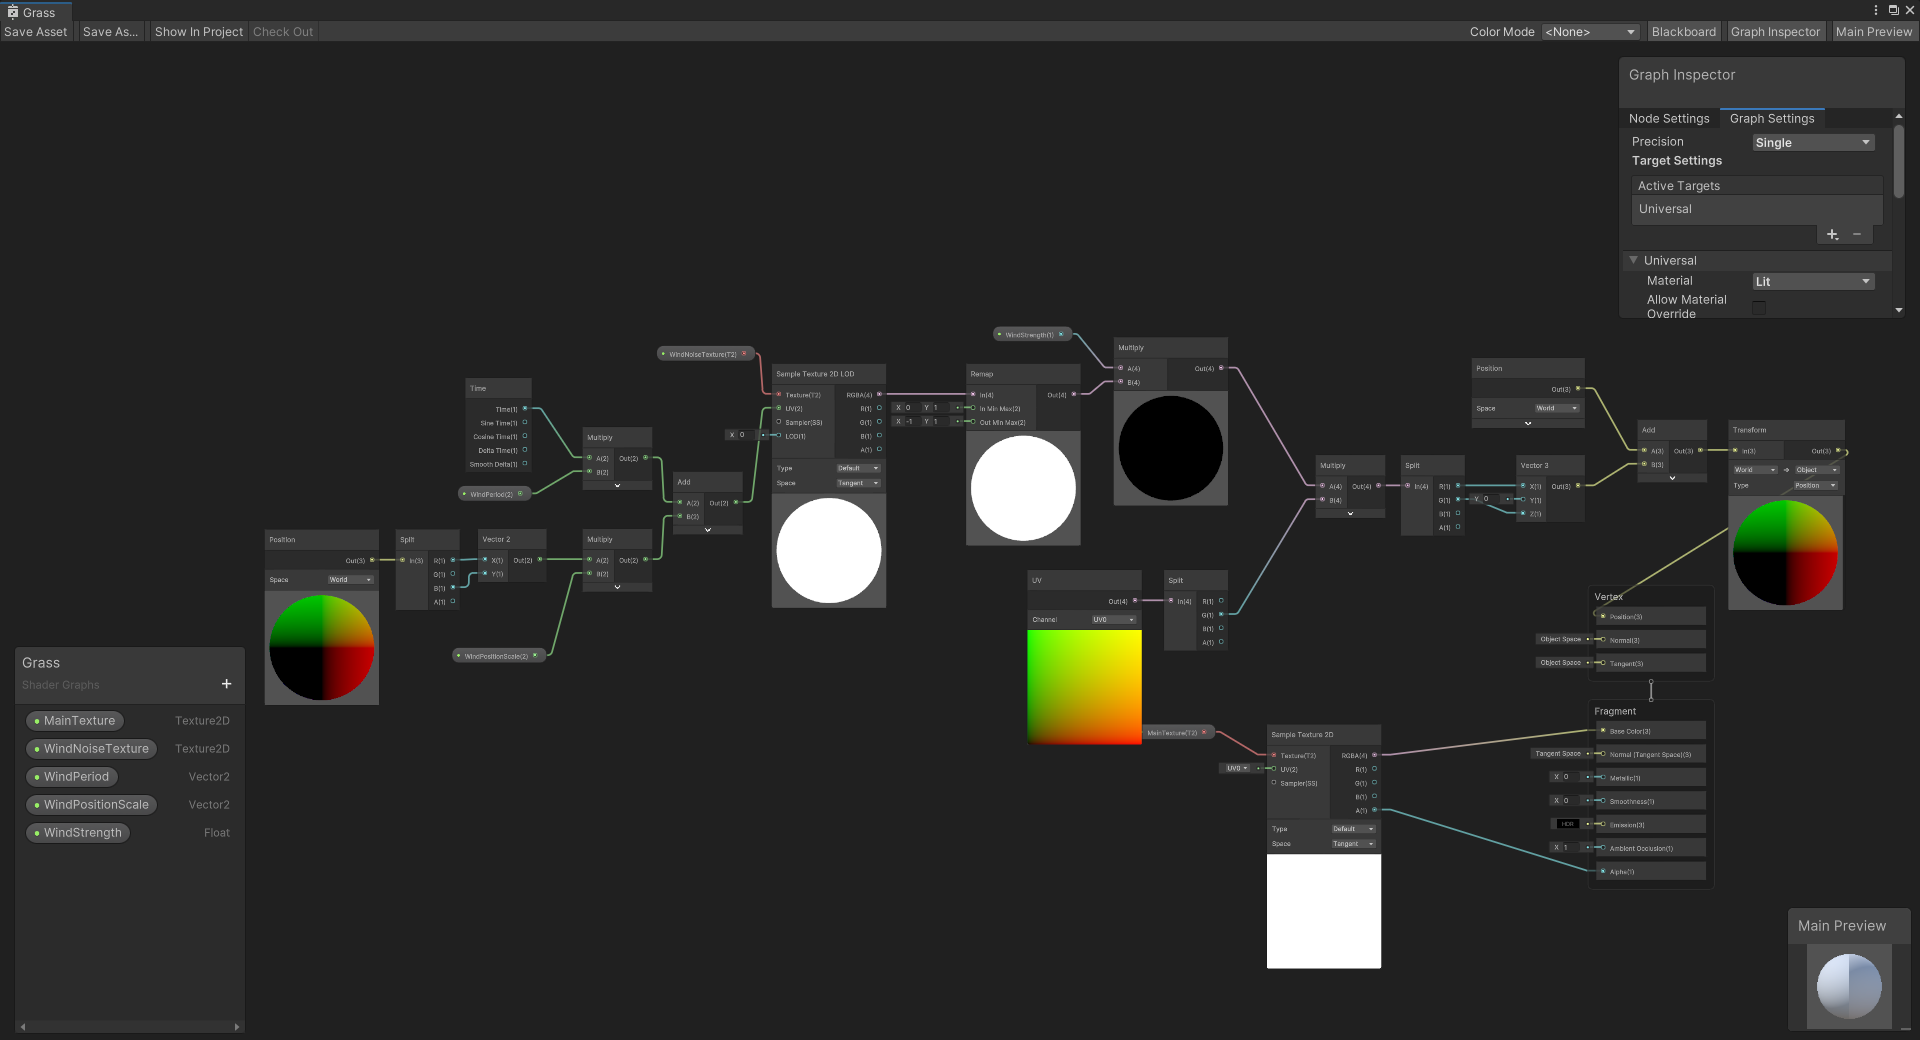 Grass
Save Asset Save As... Show In Project Check Out Color Mode <None> Blackboard Graph Inspector Main Preview
Graph Inspector
Node Settings Graph Settings
Precision Single
Target Settings
Active Targets
Universal
+ −
Universal
Material Lit
Allow Material
Override
Time
Time(1)
Sine Time(1)
Cosine Time(1)
Delta Time(1)
Smooth Delta(1)
WindPeriod(2)
Multiply
A(2) Out(2)
B(2)
Position
Out(3)
Space World
Split
In(3) R(1)
G(1)
B(1)
A(1)
Vector 2
X(1) Out(2)
Y(1)
Multiply
A(2) Out(2)
B(2)
WindPositionScale(2)
Add
A(2) Out(2)
B(2)
WindNoiseTexture(T2)
X 0
Sample Texture 2D LOD
Texture(T2) RGBA(4)
UV(2) R(1)
Sampler(SS) G(1)
LOD(1) B(1)
A(1)
Type Default
Space Tangent
X 0 Y 1
X -1 Y 1
Remap
In(4) Out(4)
In Min Max(2)
Out Min Max(2)
WindStrength(1)
Multiply
A(4) Out(4)
B(4)
UV
Out(4)
Channel UV0
Split
In(4) R(1)
G(1)
B(1)
A(1)
Multiply
A(4) Out(4)
B(4)
Split
In(4) R(1)
G(1)
B(1)
A(1)
Y 0
Vector 3
X(1) Out(3)
Y(1)
Z(1)
Position
Out(3)
Space World
Add
A(3) Out(3)
B(3)
Transform
In(3) Out(3)
World Object
Type Position
Vertex
Position(3)
Object Space Normal(3)
Object Space Tangent(3)
MainTexture(T2)
UV0
Sample Texture 2D
Texture(T2) RGBA(4)
UV(2) R(1)
Sampler(SS) G(1)
B(1)
A(1)
Type Default
Space Tangent
Fragment
Base Color(3)
Tangent Space Normal (Tangent Space)(3)
X 0 Metallic(1)
X 0 Smoothness(1)
HDR Emission(3)
X 1 Ambient Occlusion(1)
Alpha(1)
Grass
Shader Graphs +
MainTexture Texture2D
WindNoiseTexture Texture2D
WindPeriod Vector2
WindPositionScale Vector2
WindStrength Float
Main Preview